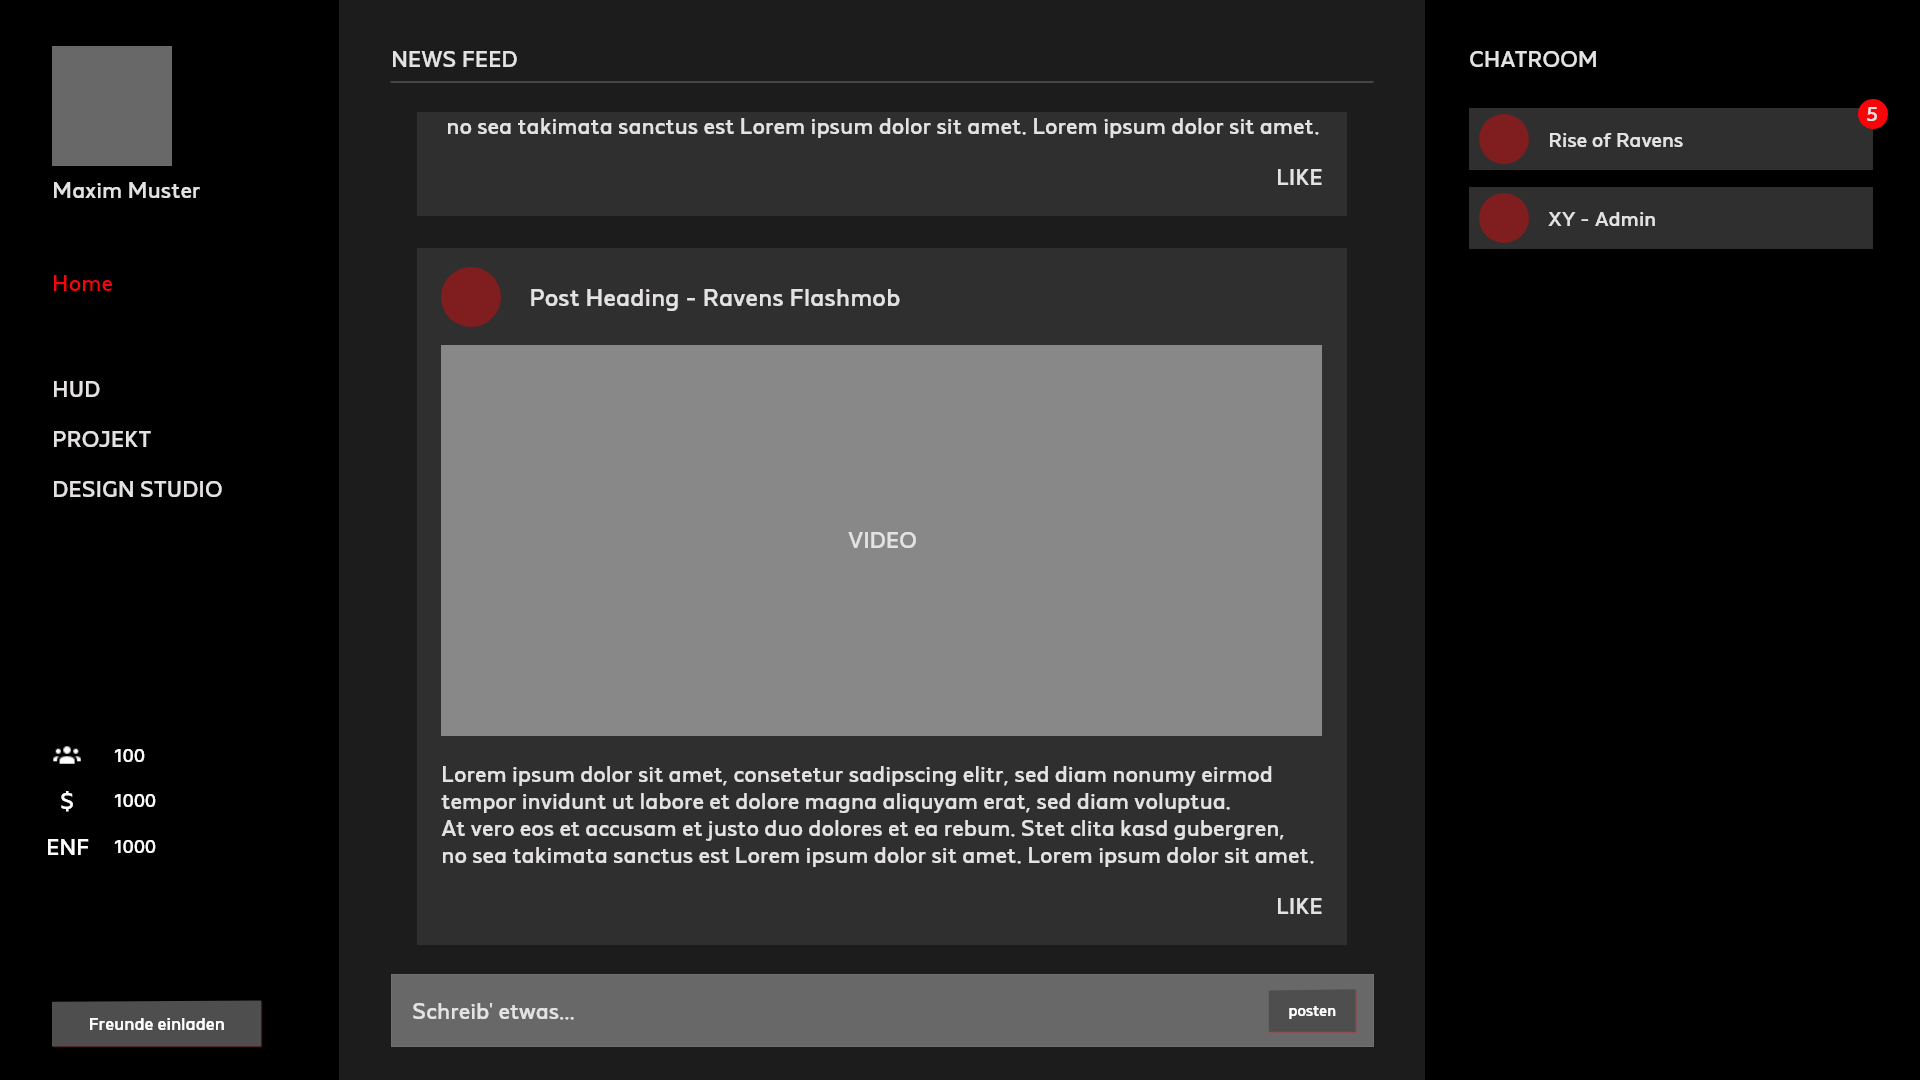 Maxim Muster
Home
HUD
PROJEKT
DESIGN STUDIO
100
$ 1000
ENF 1000
Freunde einladen
NEWS FEED
no sea takimata sanctus est Lorem ipsum dolor sit amet. Lorem ipsum dolor sit amet.
LIKE
Post Heading - Ravens Flashmob
VIDEO
Lorem ipsum dolor sit amet, consetetur sadipscing elitr, sed diam nonumy eirmod
tempor invidunt ut labore et dolore magna aliquyam erat, sed diam voluptua.
At vero eos et accusam et justo duo dolores et ea rebum. Stet clita kasd gubergren,
no sea takimata sanctus est Lorem ipsum dolor sit amet. Lorem ipsum dolor sit amet.
LIKE
Schreib' etwas...
posten
CHATROOM
5
Rise of Ravens
XY - Admin